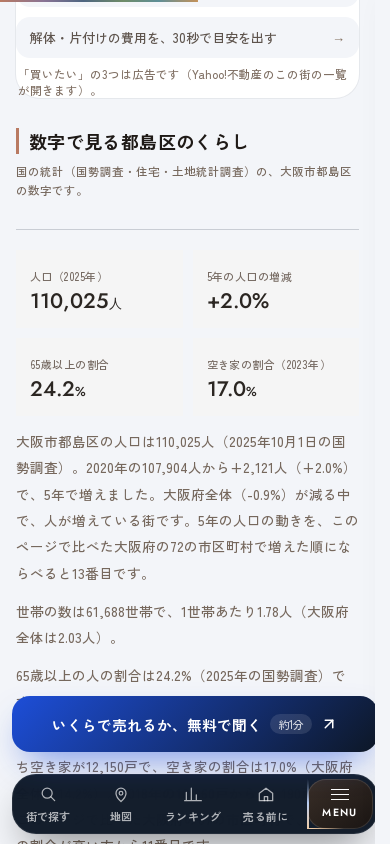 解体・片付けの費用を、30秒で目安を出す →
「買いたい」の3つは広告です（Yahoo!不動産のこの街の一覧
が開きます）。
数字で見る都島区のくらし
国の統計（国勢調査・住宅・土地統計調査）の、大阪市都島区
の数字です。
人口（2025年）
110,025人
5年の人口の増減
+2.0%
65歳以上の割合
24.2%
空き家の割合（2023年）
17.0%
大阪市都島区の人口は110,025人（2025年10月1日の国
勢調査）。2020年の107,904人から+2,121人（+2.0%）
で、5年で増えました。大阪府全体（-0.9%）が減る中
で、人が増えている街です。5年の人口の動きを、この
ページで比べた大阪府の72の市区町村で増えた順にな
らべると13番目です。
世帯の数は61,688世帯で、1世帯あたり1.78人（大阪府
全体は2.03人）。
65歳以上の人の割合は24.2%（2025年の国勢調査）で
いくらで売れるか、無料で聞く 約1分
ち空き家が12,150戸で、空き家の割合は17.0%（大阪府
街で探す
地図
ランキング
売る前に
MENU